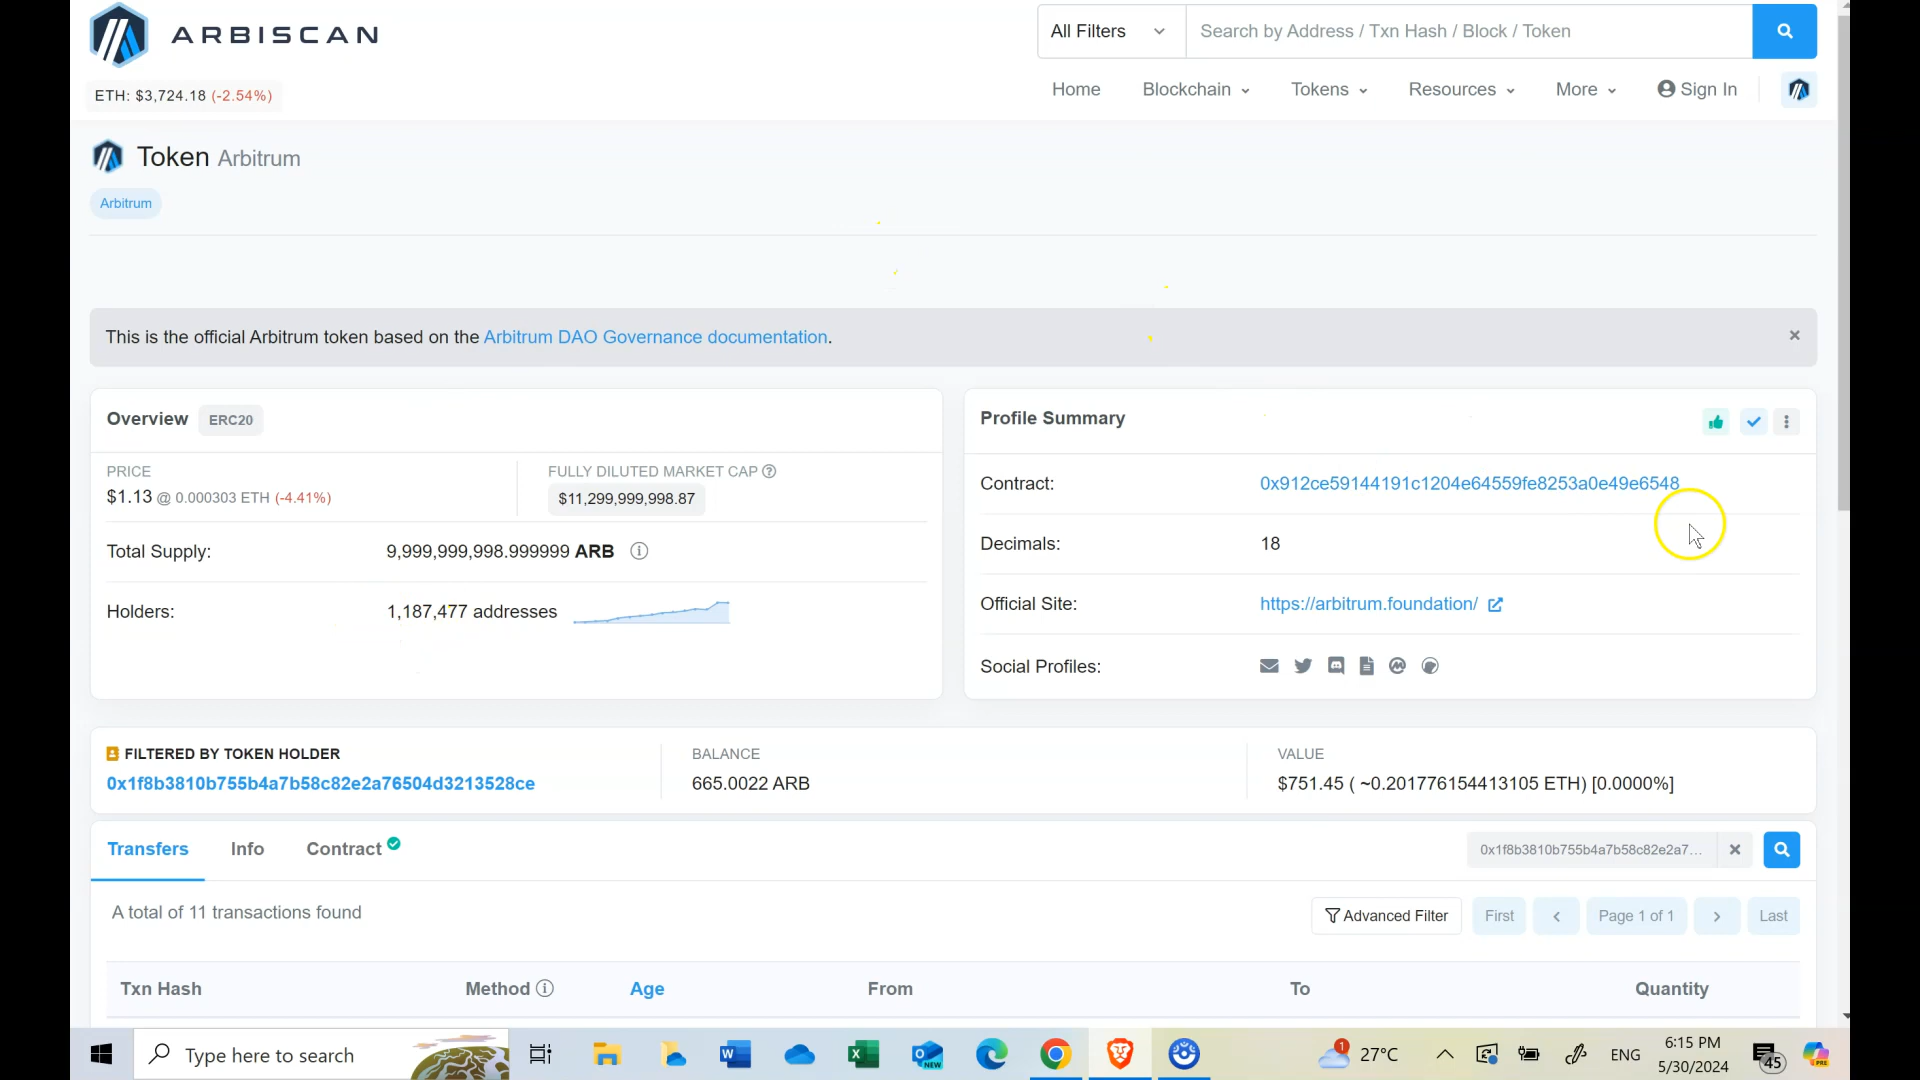 ARBISCAN
All Filters
Search by Address / Txn Hash / Block / Token
ETH: $3,724.18 (-2.54%)
Home
Blockchain
Tokens
Resources
More
Sign In
Token Arbitrum
Arbitrum
This is the official Arbitrum token based on the Arbitrum DAO Governance documentation.
Overview
ERC20
PRICE
$1.13 @ 0.000303 ETH (-4.41%)
FULLY DILUTED MARKET CAP
$11,299,999,998.87
Total Supply:
9,999,999,998.999999 ARB
Holders:
1,187,477 addresses
Profile Summary
Contract:
0x912ce59144191c1204e64559fe8253a0e49e6548
Decimals:
18
Official Site:
https://arbitrum.foundation/
Social Profiles:
FILTERED BY TOKEN HOLDER
0x1f8b3810b755b4a7b58c82e2a76504d3213528ce
BALANCE
665.0022 ARB
VALUE
$751.45 ( ~0.201776154413105 ETH) [0.0000%]
Transfers
Info
Contract
0x1f8b3810b755b4a7b58c82e2a7...
A total of 11 transactions found
Advanced Filter
First
Page 1 of 1
Last
Txn Hash
Method
Age
From
To
Quantity
Type here to search
NEW
1
27°C
ENG
6:15 PM
5/30/2024
45
PRE